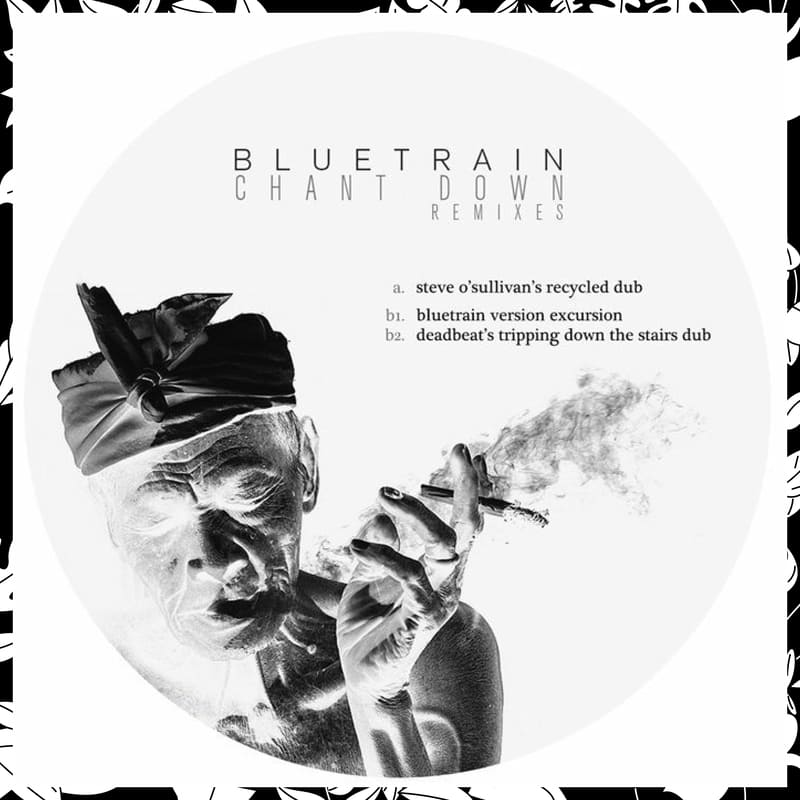 BLUETRAIN
CHANT DOWN
REMIXES
a. steve o'sullivan's recycled dub
b1. bluetrain version excursion
b2. deadbeat's tripping down the stairs dub